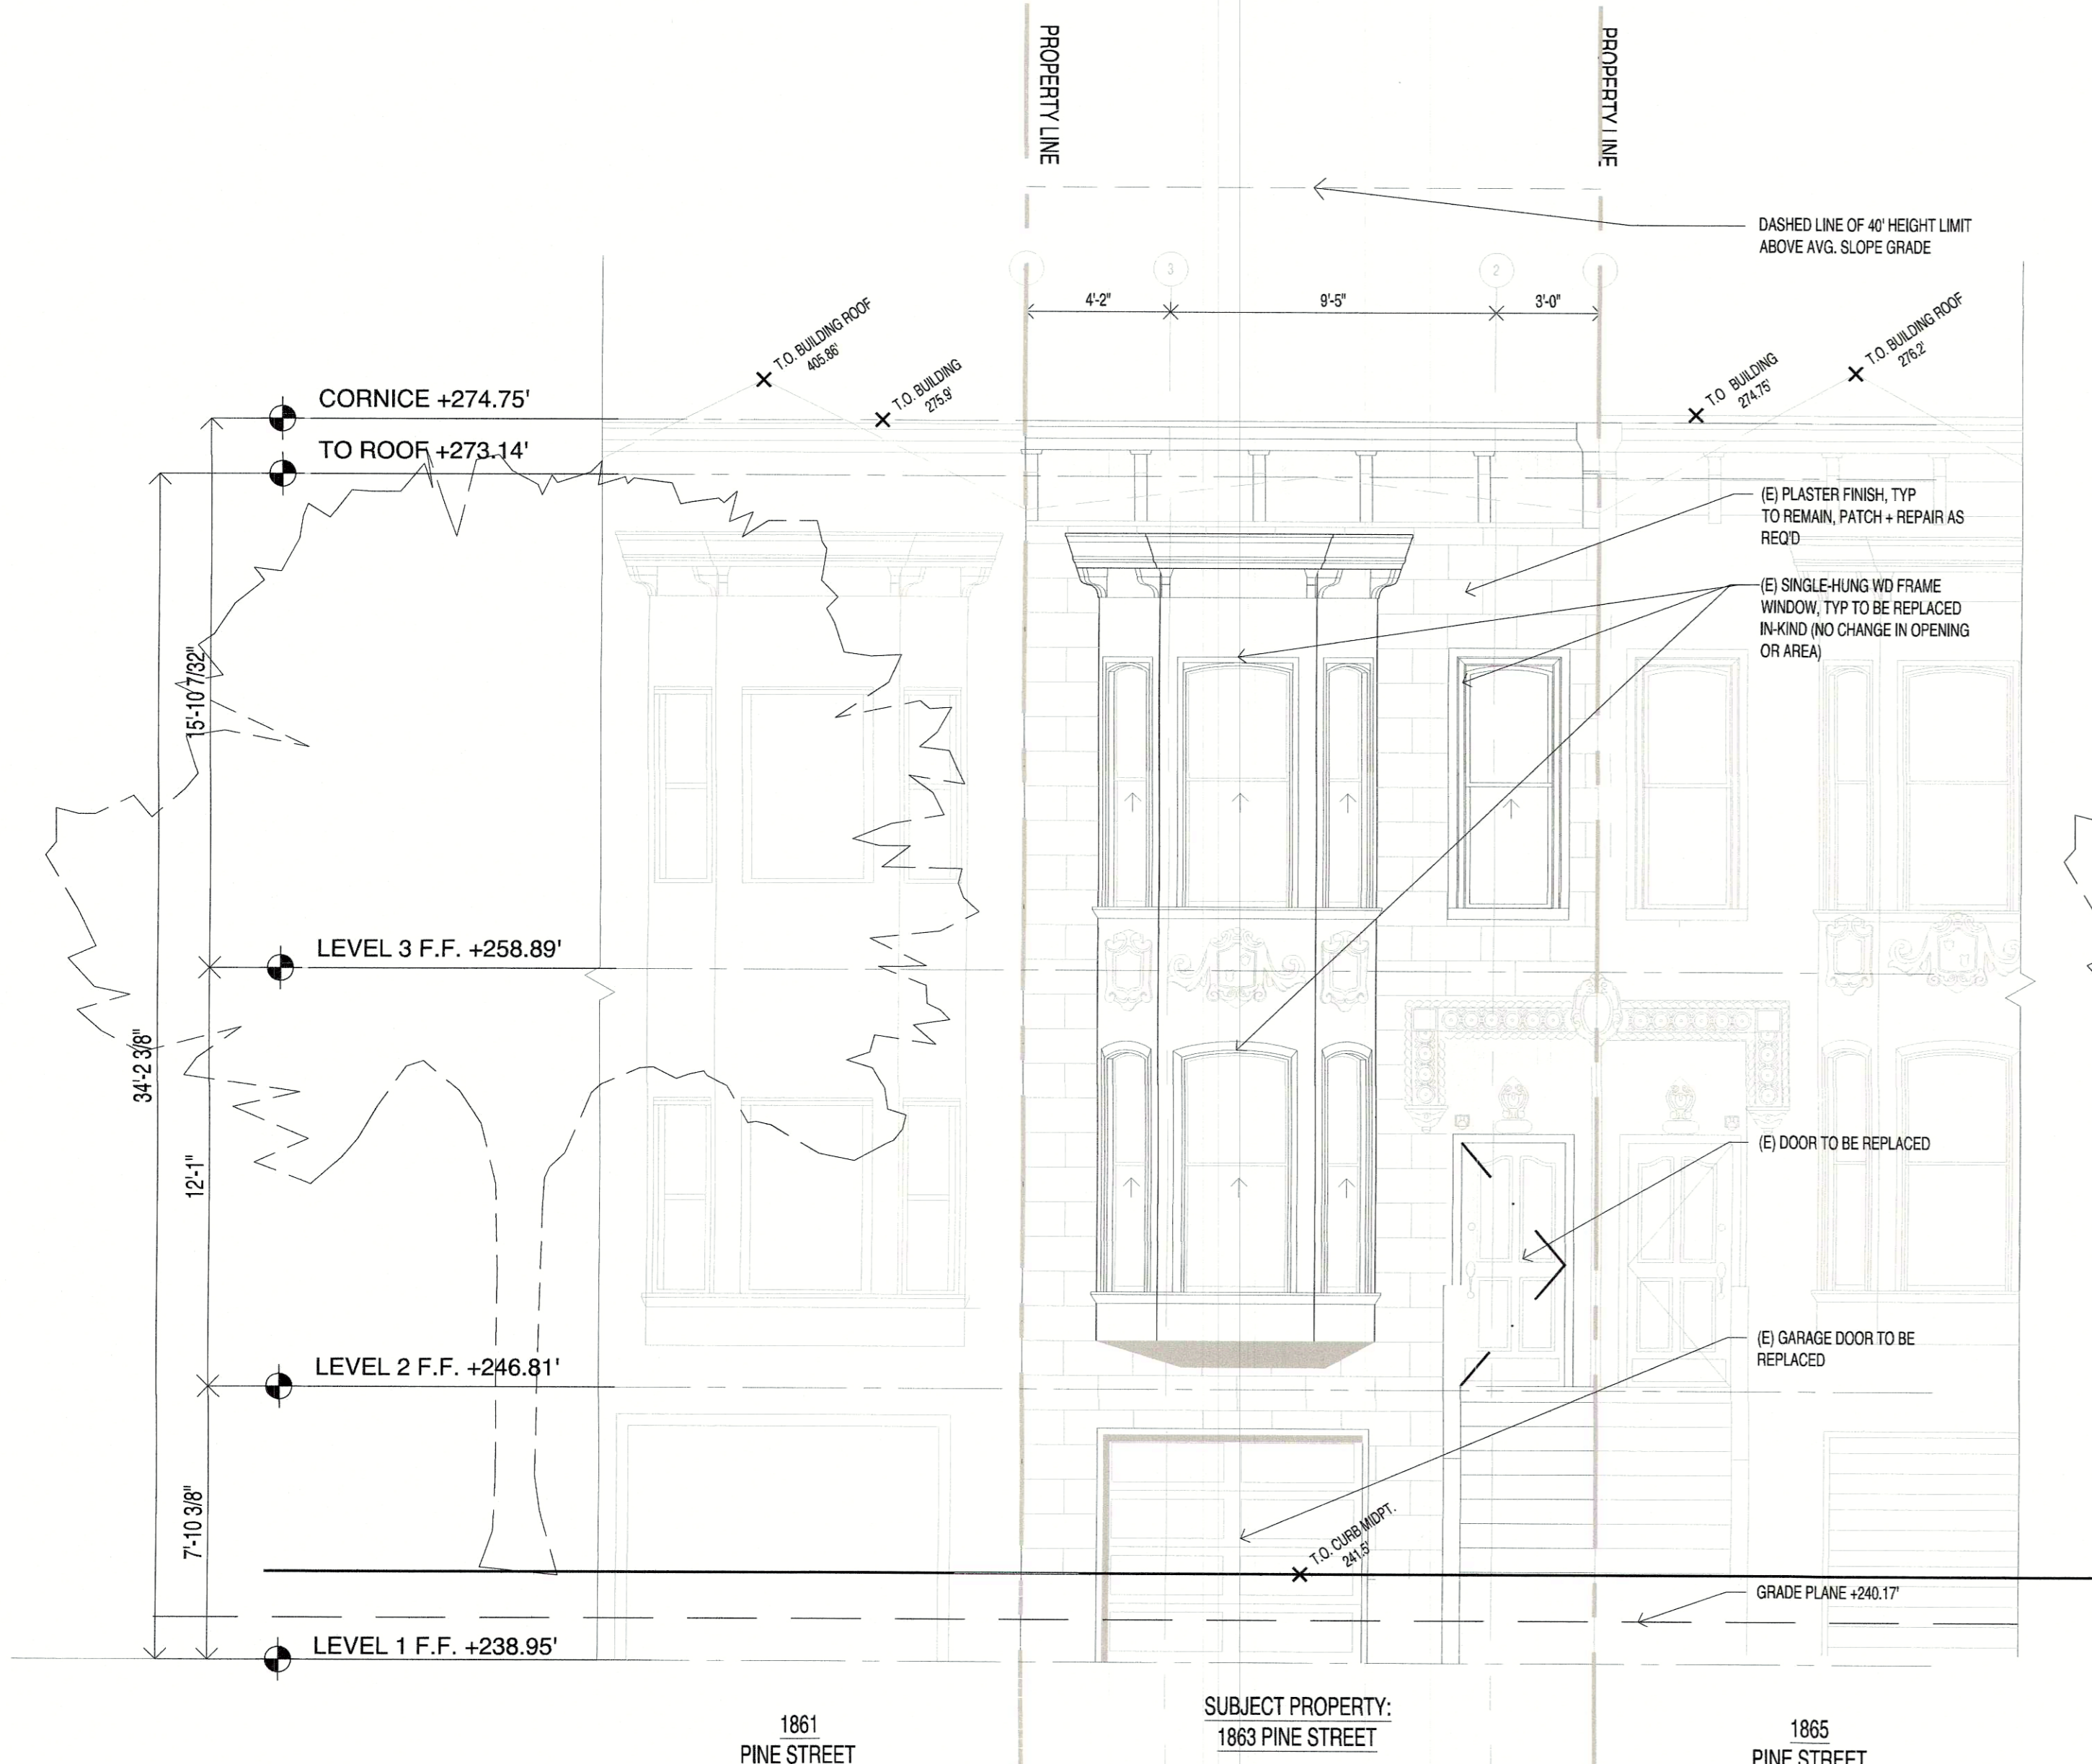 PROPERTY LINE
PROPERTY LINE
DASHED LINE OF 40' HEIGHT LIMIT
ABOVE AVG. SLOPE GRADE
3
2
4'-2"
9'-5"
3'-0"
T.O. BUILDING ROOF
405.86'
T.O. BUILDING
275.9'
T.O BUILDING
274.75'
T.O. BUILDING ROOF
276.2'
CORNICE +274.75'
TO ROOF +273.14'
(E) PLASTER FINISH, TYP
TO REMAIN, PATCH + REPAIR AS
REQ'D
(E) SINGLE-HUNG WD FRAME
WINDOW, TYP TO BE REPLACED
IN-KIND (NO CHANGE IN OPENING
OR AREA)
15'-10 7/32"
LEVEL 3 F.F. +258.89'
34'-2 3/8"
12'-1"
(E) DOOR TO BE REPLACED
(E) GARAGE DOOR TO BE
REPLACED
LEVEL 2 F.F. +246.81'
7'-10 3/8"
T.O. CURB MIDPT.
241.5'
GRADE PLANE +240.17'
LEVEL 1 F.F. +238.95'
1861
PINE STREET
SUBJECT PROPERTY:
1863 PINE STREET
1865
PINE STREET